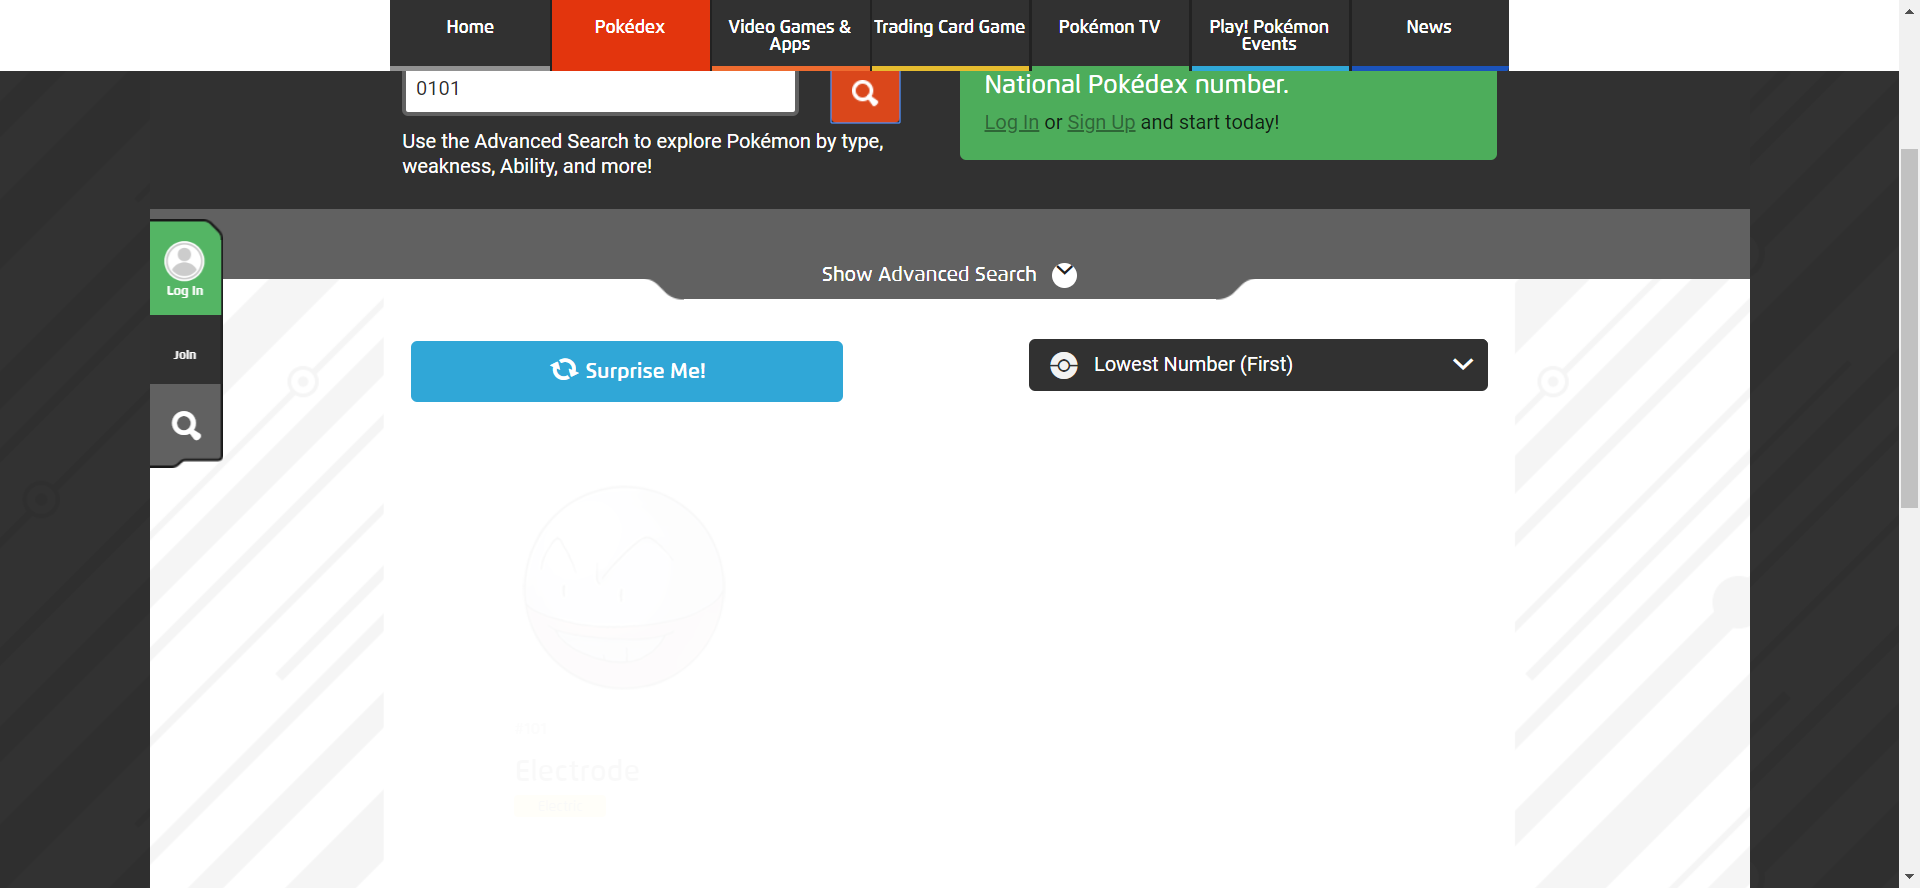 Home
Pokédex
Video Games &
Apps
Trading Card Game
Pokémon TV
Play! Pokémon
Events
News
0101
Use the Advanced Search to explore Pokémon by type,
weakness, Ability, and more!
National Pokédex number.
Log In or Sign Up and start today!
Log In
Join
Show Advanced Search
Surprise Me!
Lowest Number (First)
Electrode